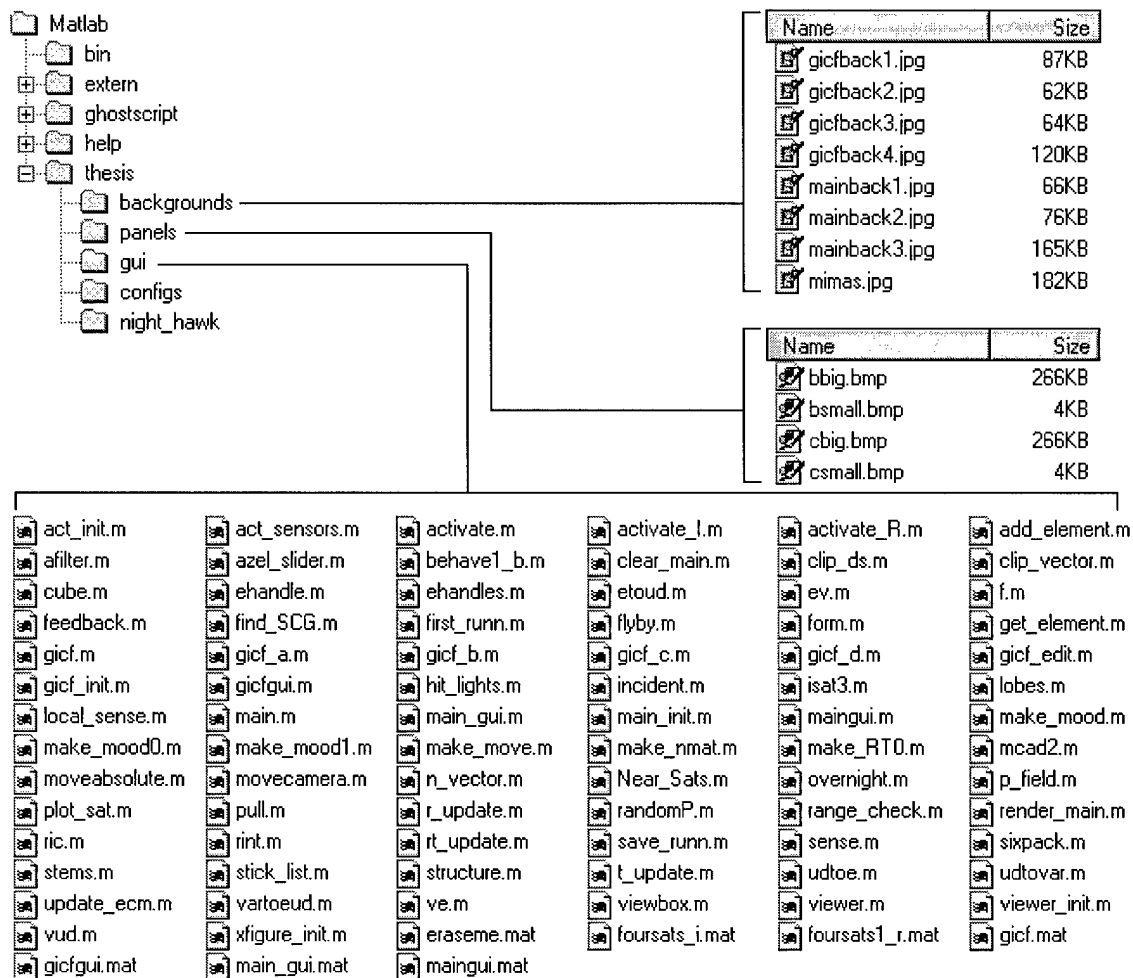 Matlab
bin
extern
ghostscript
help
thesis
backgrounds
panels
gui
configs
night_hawk
Name Size
gicfback1.jpg 87KB
gicfback2.jpg 62KB
gicfback3.jpg 64KB
gicfback4.jpg 120KB
mainback1.jpg 66KB
mainback2.jpg 76KB
mainback3.jpg 165KB
mimas.jpg 182KB
Name Size
bbig.bmp 266KB
bsmall.bmp 4KB
cbig.bmp 266KB
csmall.bmp 4KB
act_init.m act_sensors.m activate.m activate_I.m activate_R.m add_element.m
afilter.m azel_slider.m behave1_b.m clear_main.m clip_ds.m clip_vector.m
cube.m ehandle.m ehandles.m etoud.m ev.m f.m
feedback.m find_SCG.m first_runn.m flyby.m form.m get_element.m
gicf.m gicf_a.m gicf_b.m gicf_c.m gicf_d.m gicf_edit.m
gicf_init.m gicfgui.m hit_lights.m incident.m isat3.m lobes.m
local_sense.m main.m main_gui.m main_init.m maingui.m make_mood.m
make_mood0.m make_mood1.m make_move.m make_nmat.m make_RT0.m mcad2.m
moveabsolute.m movecamera.m n_vector.m Near_Sats.m overnight.m p_field.m
plot_sat.m pull.m r_update.m randomP.m range_check.m render_main.m
ric.m rint.m rt_update.m save_runn.m sense.m sixpack.m
stems.m stick_list.m structure.m t_update.m udtoe.m udtovar.m
update_ecm.m vartoeud.m ve.m viewbox.m viewer.m viewer_init.m
vud.m xfigure_init.m eraseme.mat foursats_i.mat foursats1_r.mat gicf.mat
gicfgui.mat main_gui.mat maingui.mat